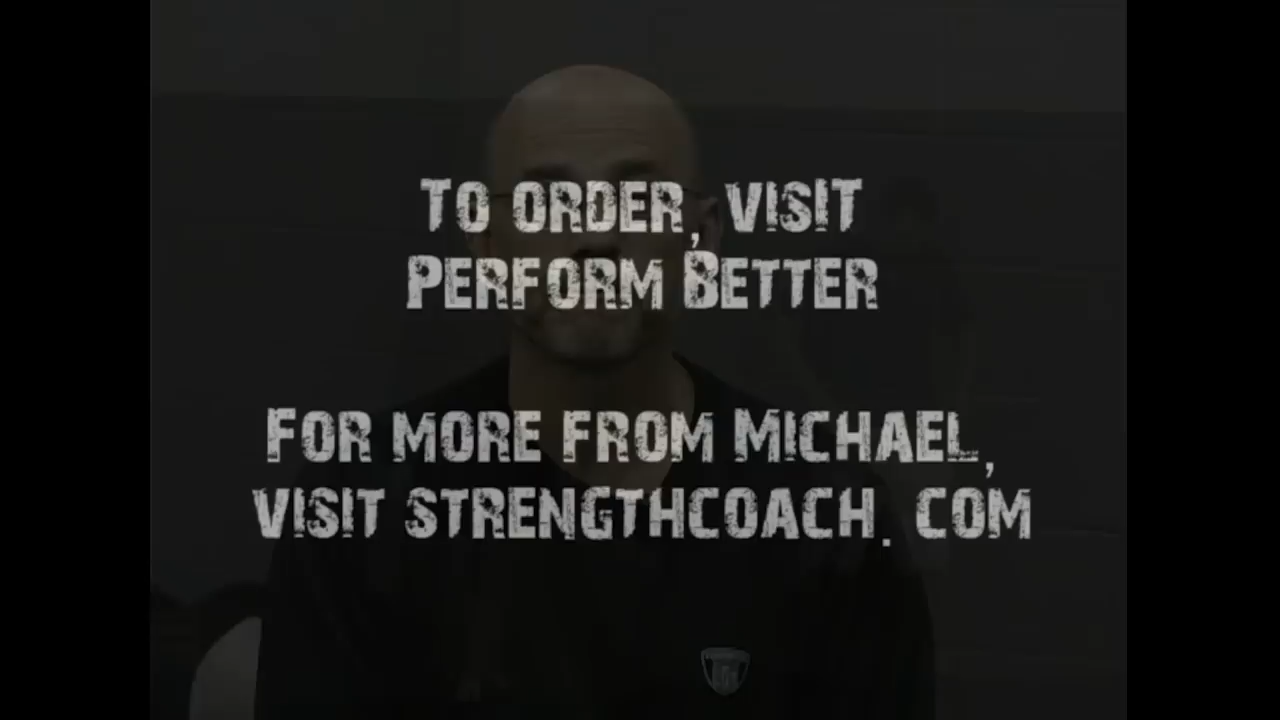 To order, visit
Perform Better
For more from Michael,
visit strengthcoach. com